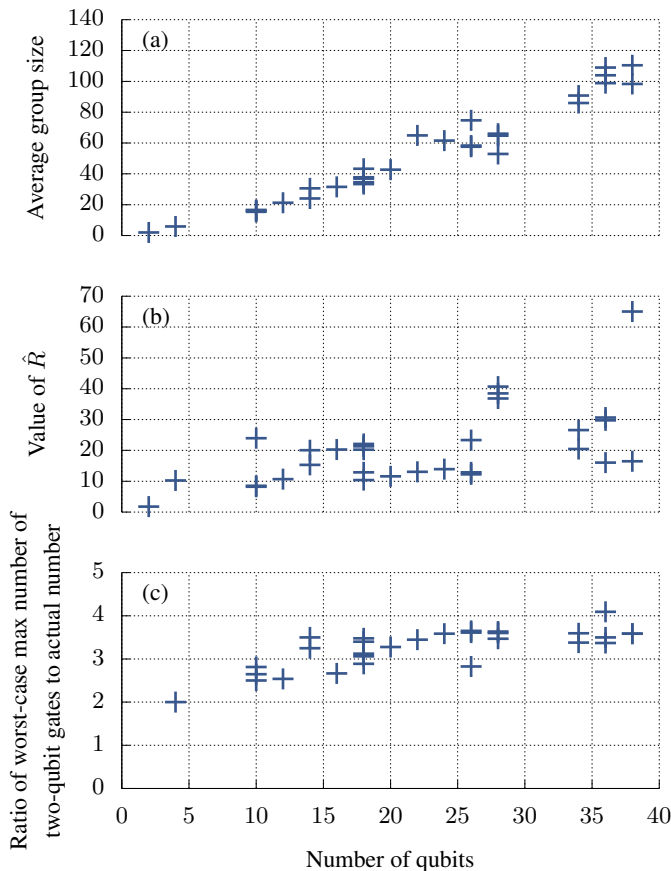 140
120
100
80
60
40
20
0
Average group size
(a)
70
60
50
40
30
20
10
0
Value of R̂
(b)
5
4
3
2
1
0
Ratio of worst-case max number of
two-qubit gates to actual number
(c)
0 5 10 15 20 25 30 35 40
Number of qubits